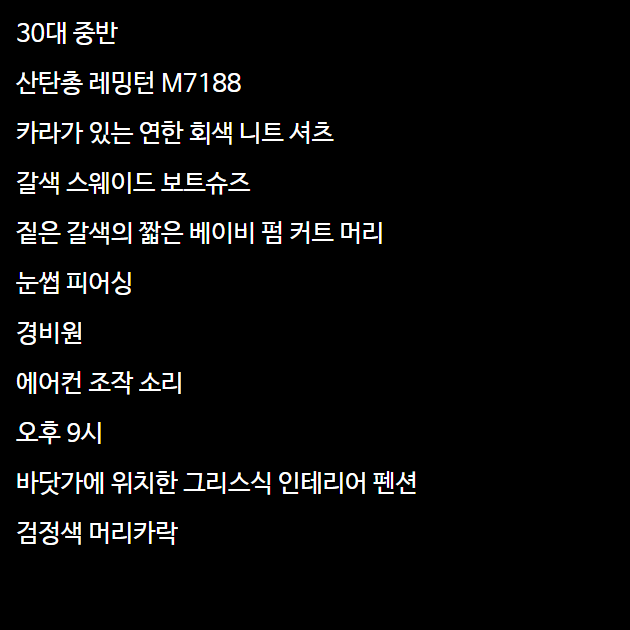 30대 중반
산탄총 레밍턴 M7188
카라가 있는 연한 회색 니트 셔츠
갈색 스웨이드 보트슈즈
짙은 갈색의 짧은 베이비 펌 커트 머리
눈썹 피어싱
경비원
에어컨 조작 소리
오후 9시
바닷가에 위치한 그리스식 인테리어 펜션
검정색 머리카락